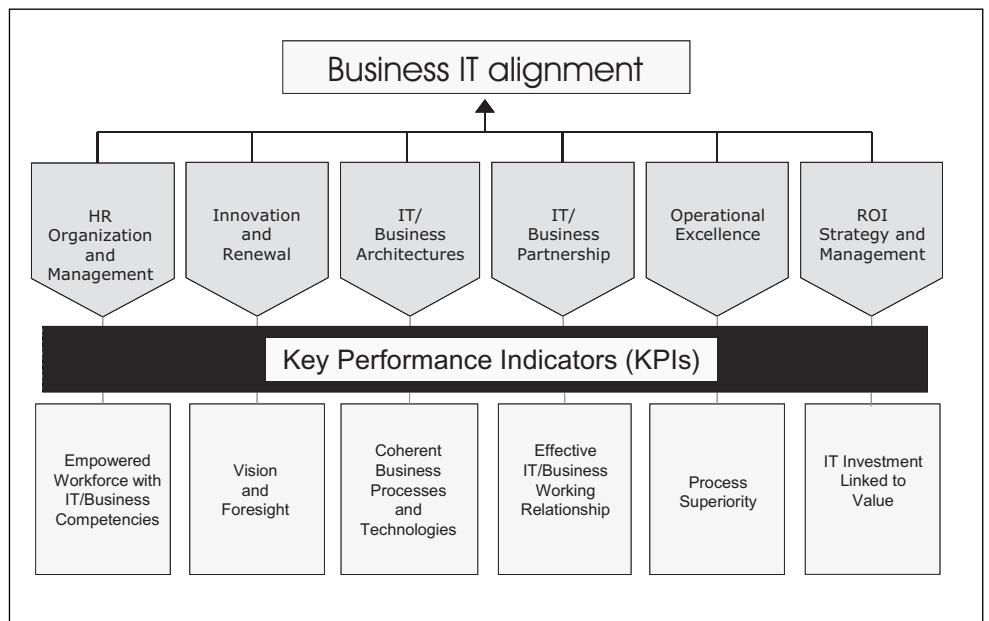 Business IT alignment
HR
Organization
and
Management
Innovation
and
Renewal
IT/
Business
Architectures
IT/
Business
Partnership
Operational
Excellence
ROI
Strategy and
Management
Key Performance Indicators (KPIs)
Empowered
Workforce with
IT/Business
Competencies
Vision
and
Foresight
Coherent
Business
Processes
and
Technologies
Effective
IT/Business
Working
Relationship
Process
Superiority
IT Investment
Linked to
Value